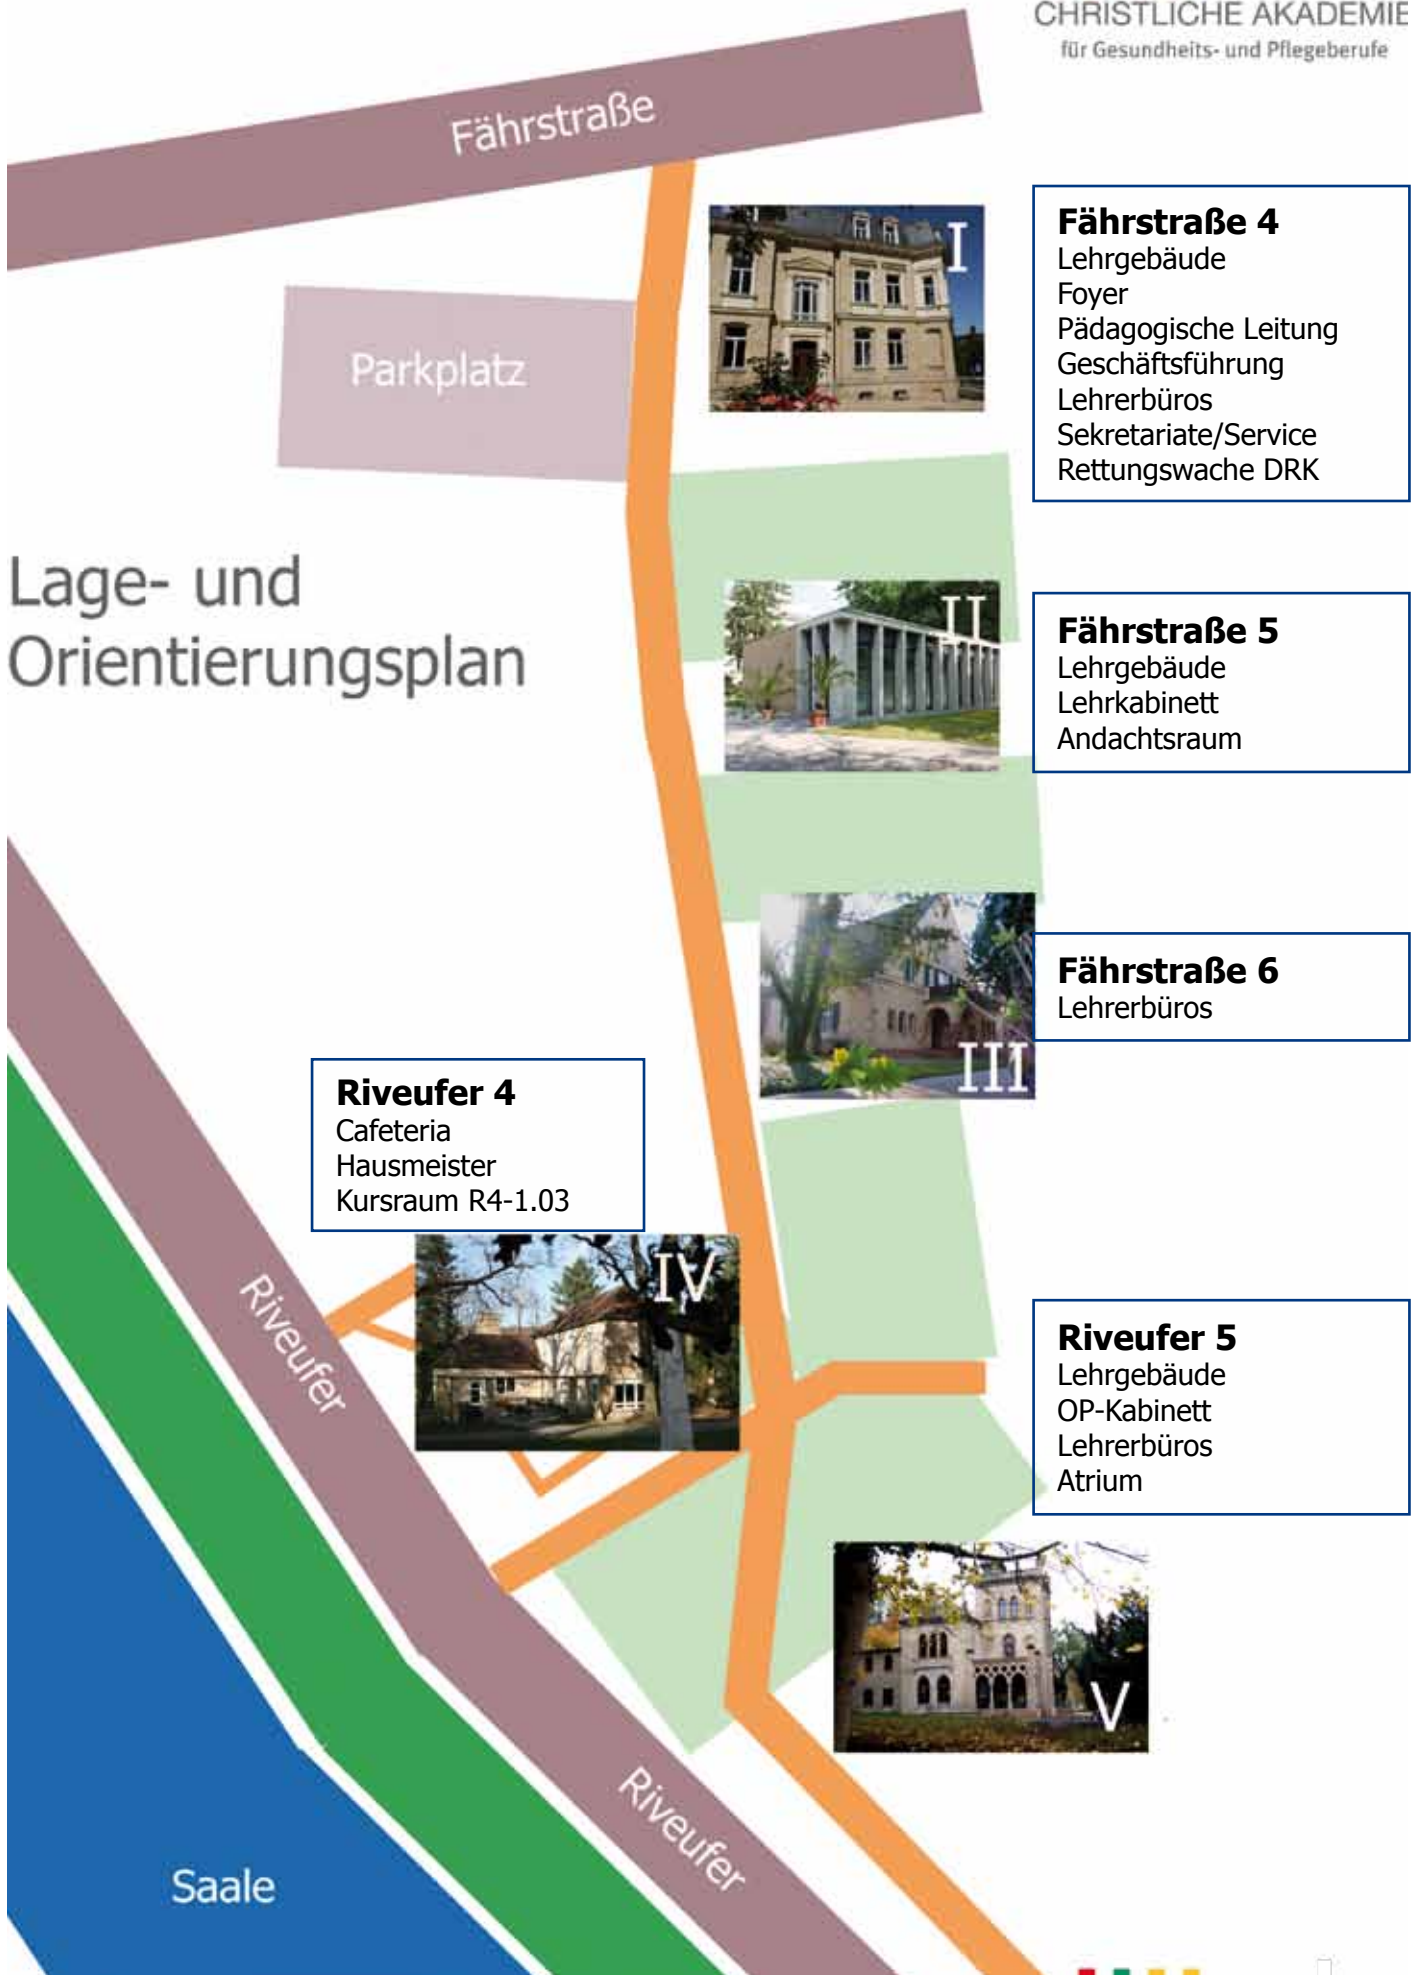 CHRISTLICHE AKADEMIE
für Gesundheits- und Pflegeberufe
Fährstraße
I
Fährstraße 4
Lehrgebäude
Foyer
Pädagogische Leitung
Geschäftsführung
Lehrerbüros
Sekretariate/Service
Rettungswache DRK
Parkplatz
Lage- und
Orientierungsplan
II
Fährstraße 5
Lehrgebäude
Lehrkabinett
Andachtsraum
III
Fährstraße 6
Lehrerbüros
Riveufer 4
Cafeteria
Hausmeister
Kursraum R4-1.03
IV
Riveufer
Riveufer 5
Lehrgebäude
OP-Kabinett
Lehrerbüros
Atrium
V
Riveufer
Saale